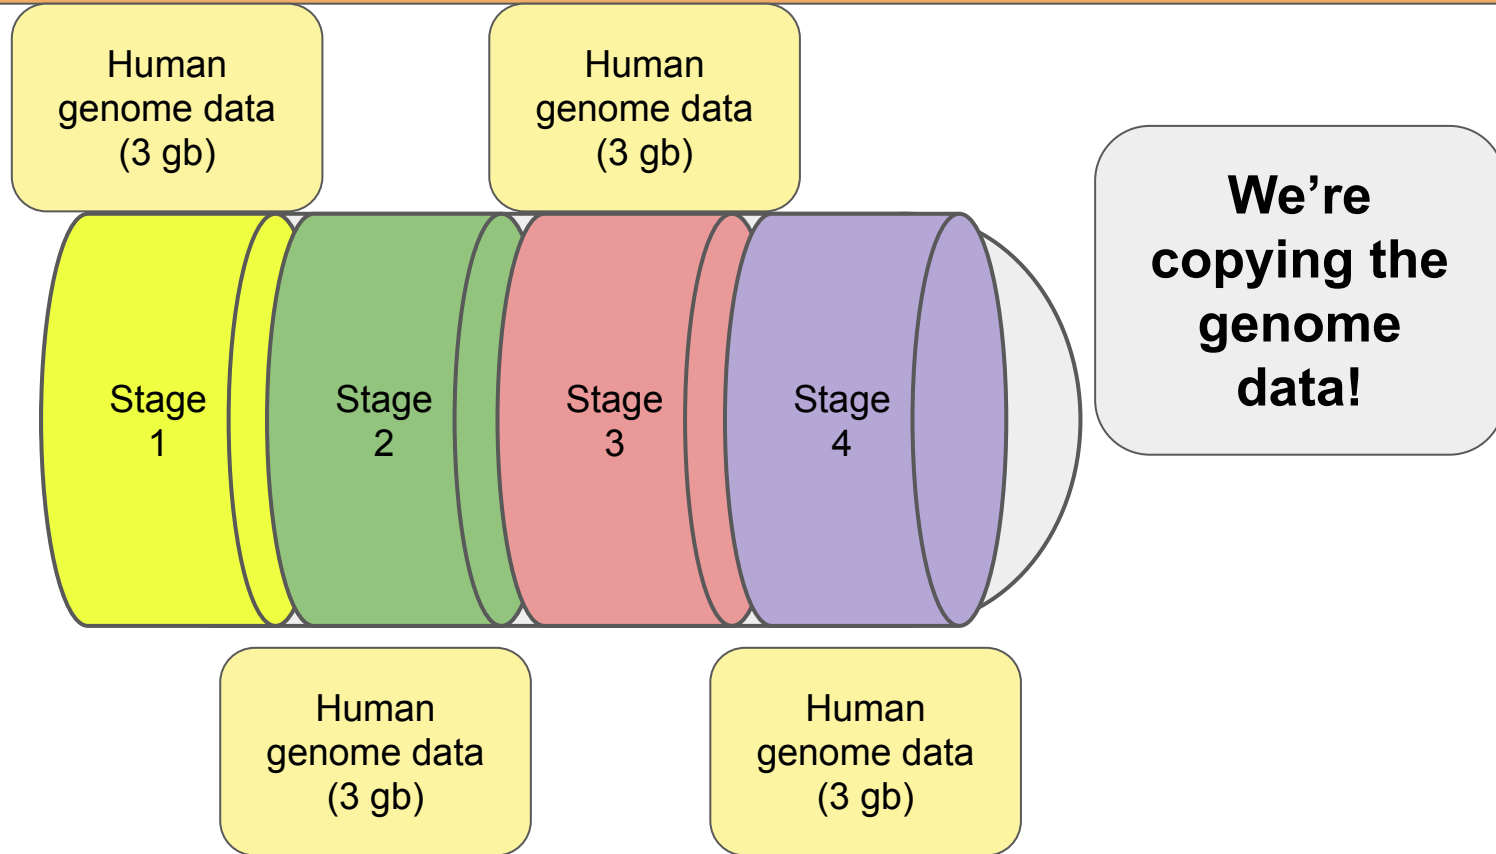 Human
genome data
(3 gb)
Human
genome data
(3 gb)
We’re
copying the
genome
data!
Stage
1
Stage
2
Stage
3
Stage
4
Human
genome data
(3 gb)
Human
genome data
(3 gb)